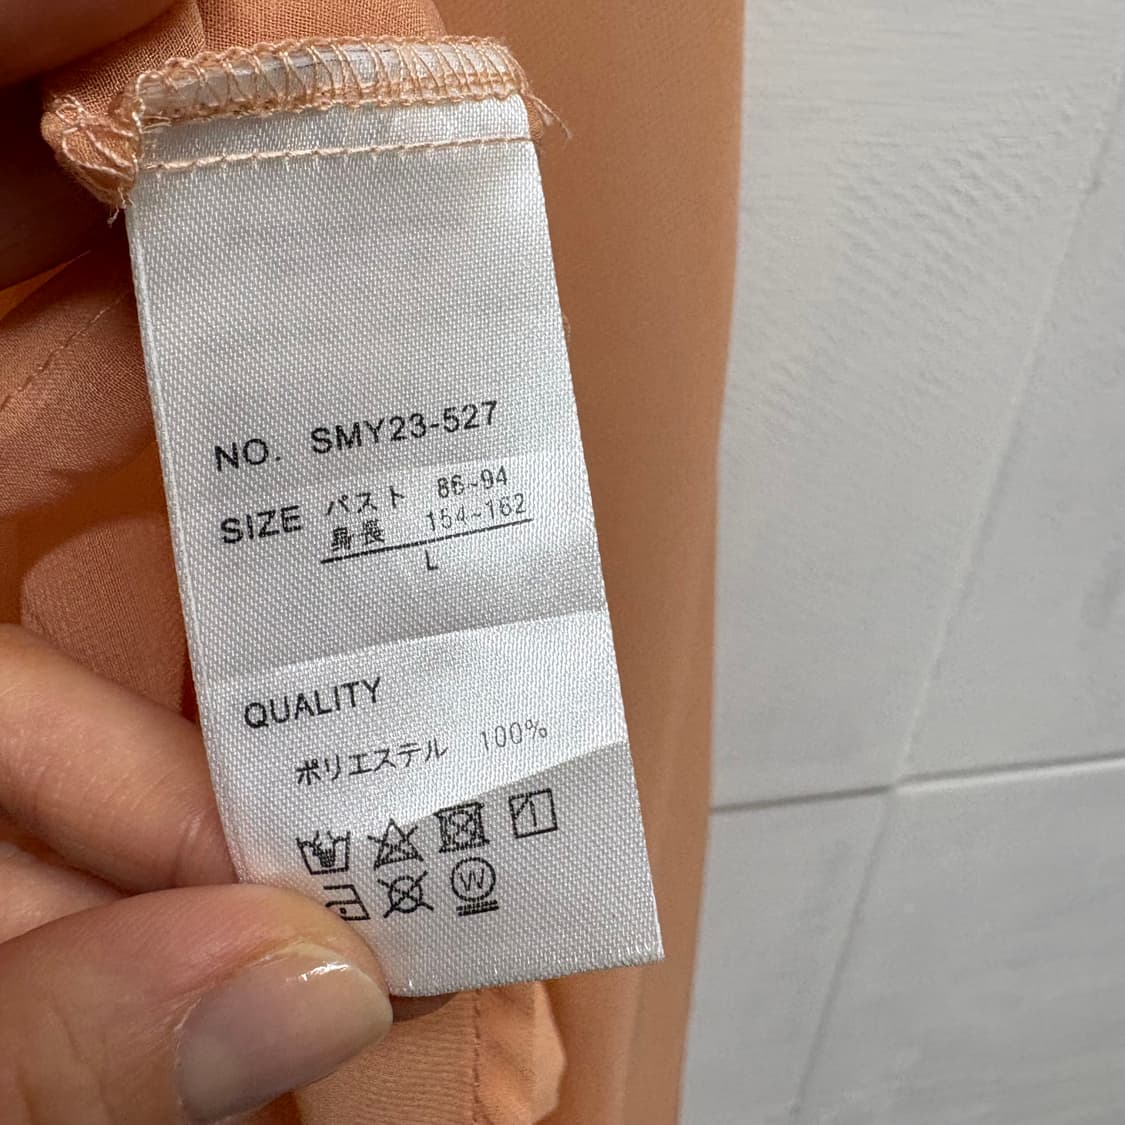 NO. SMY23-527
SIZE バスト 86~94
身長 154~162
L
QUALITY
ポリエステル 100%
W